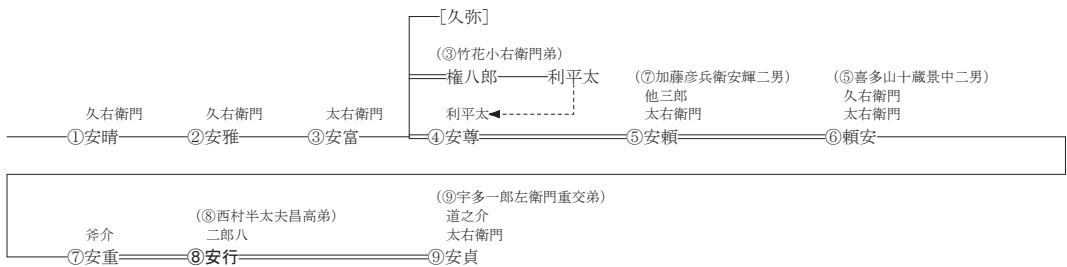 [久弥]
(③竹花小右衛門弟)
権八郎 利平太
(⑦加藤彦兵衛安輝二男) (⑤喜多山十蔵景中二男)
他三郎 久右衛門
久右衛門 久右衛門 太右衛門 利平太 太右衛門 太右衛門
①安晴 ②安雅 ③安富 ④安尊 ⑤安頼 ⑥頼安
(⑨宇多一郎左衛門重交弟)
(⑧西村半太夫昌高弟) 道之介
斧介 二郎八 太右衛門
⑦安重 ⑧安行 ⑨安貞